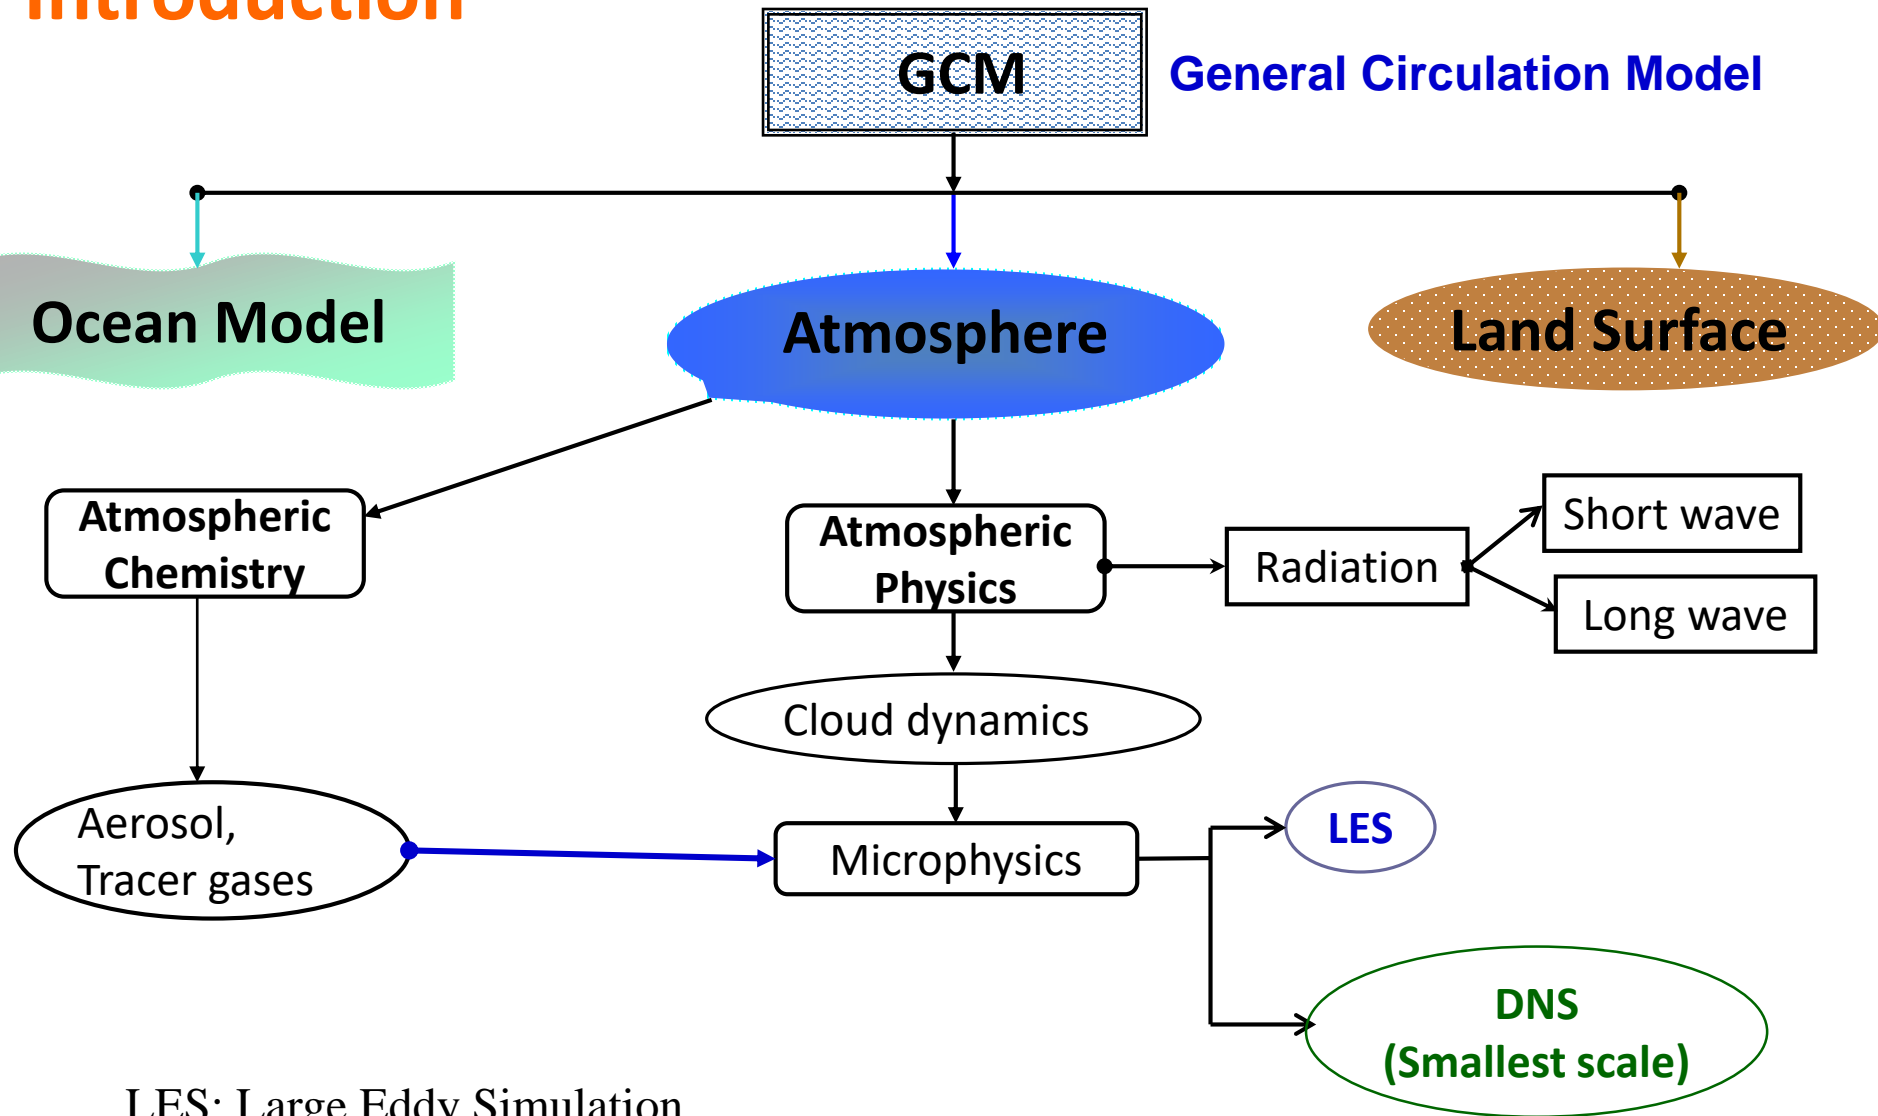 Introduction
GCM
General Circulation Model
Ocean Model
Atmosphere
Land Surface
Atmospheric
Chemistry
Atmospheric
Physics
Radiation
Short wave
Long wave
Cloud dynamics
Aerosol,
Tracer gases
Microphysics
LES
DNS
(Smallest scale)
LES: Large Eddy Simulation